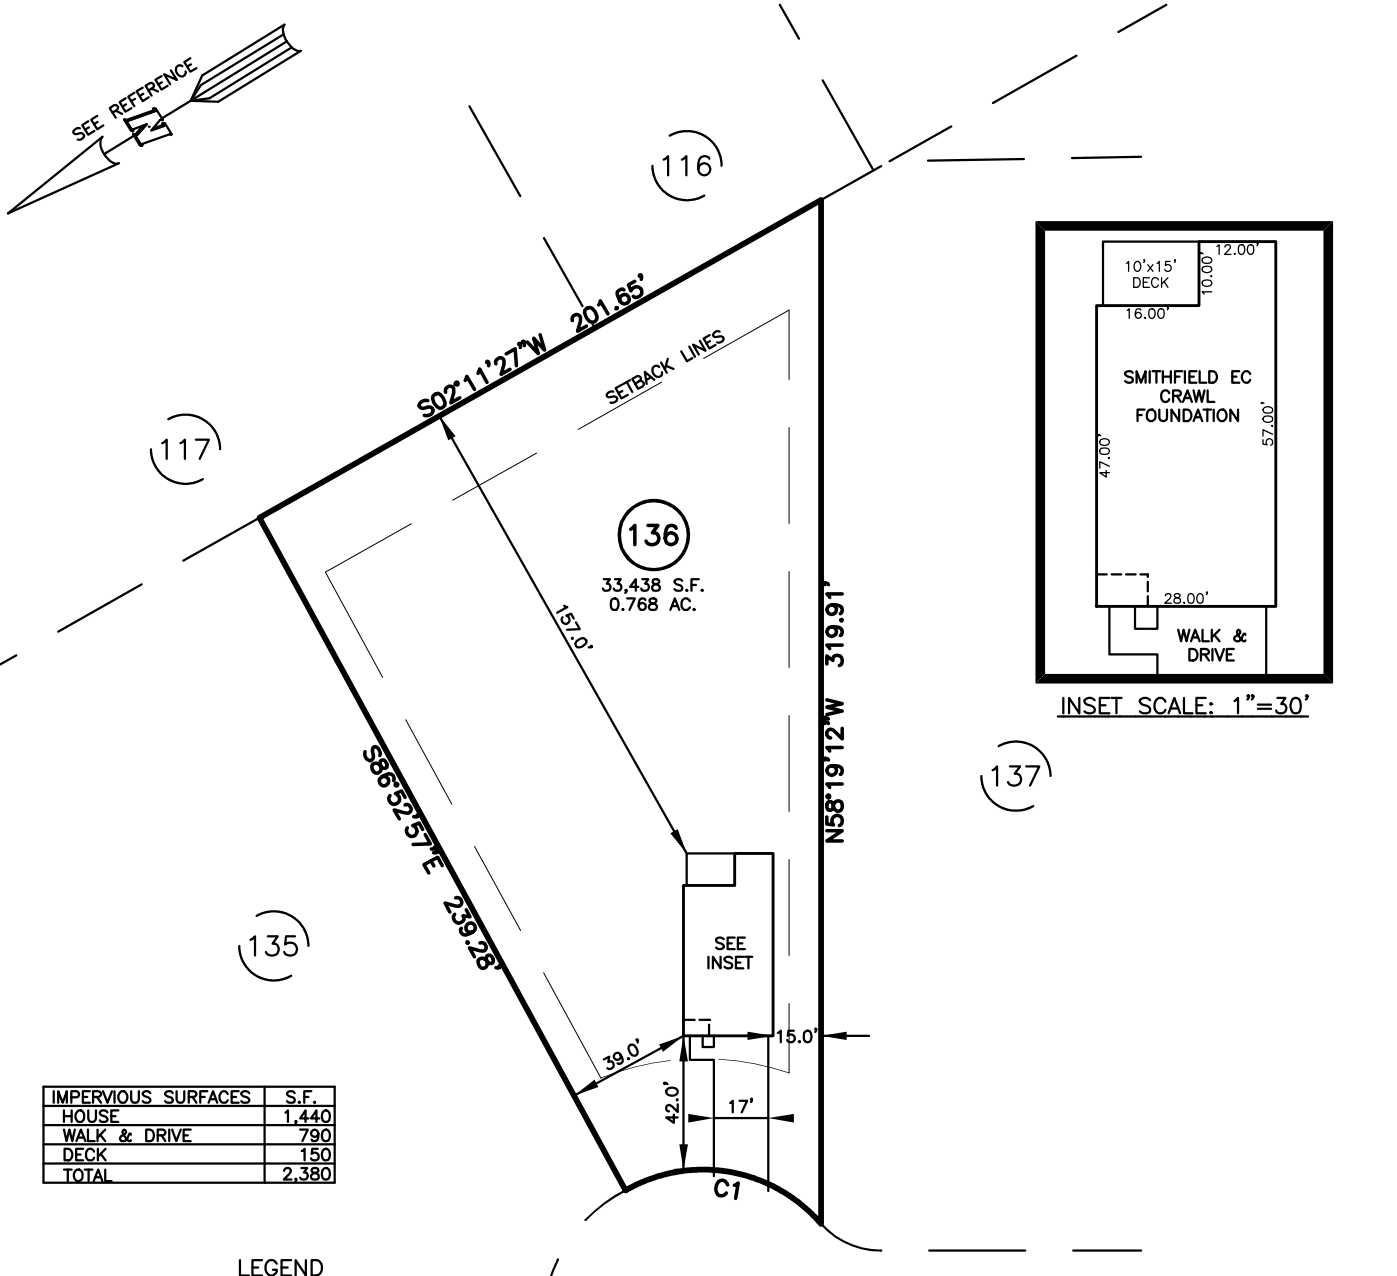 SEE REFERENCE
N
116
S02°11'27"W 201.65'
117
SETBACK LINES
136
33,438 S.F.
0.768 AC.
157.0'
N58°19'12"W 319.91'
S86°52'57"E 239.28'
135
137
SEE
INSET
15.0'
39.0'
42.0'
17'
C1
12.00'
10'x15'
DECK
10.00'
16.00'
SMITHFIELD EC
CRAWL
FOUNDATION
47.00'
57.00'
28.00'
WALK &
DRIVE
INSET SCALE: 1"=30'
IMPERVIOUS SURFACES S.F.
HOUSE 1,440
WALK & DRIVE 790
DECK 150
TOTAL 2,380
LEGEND